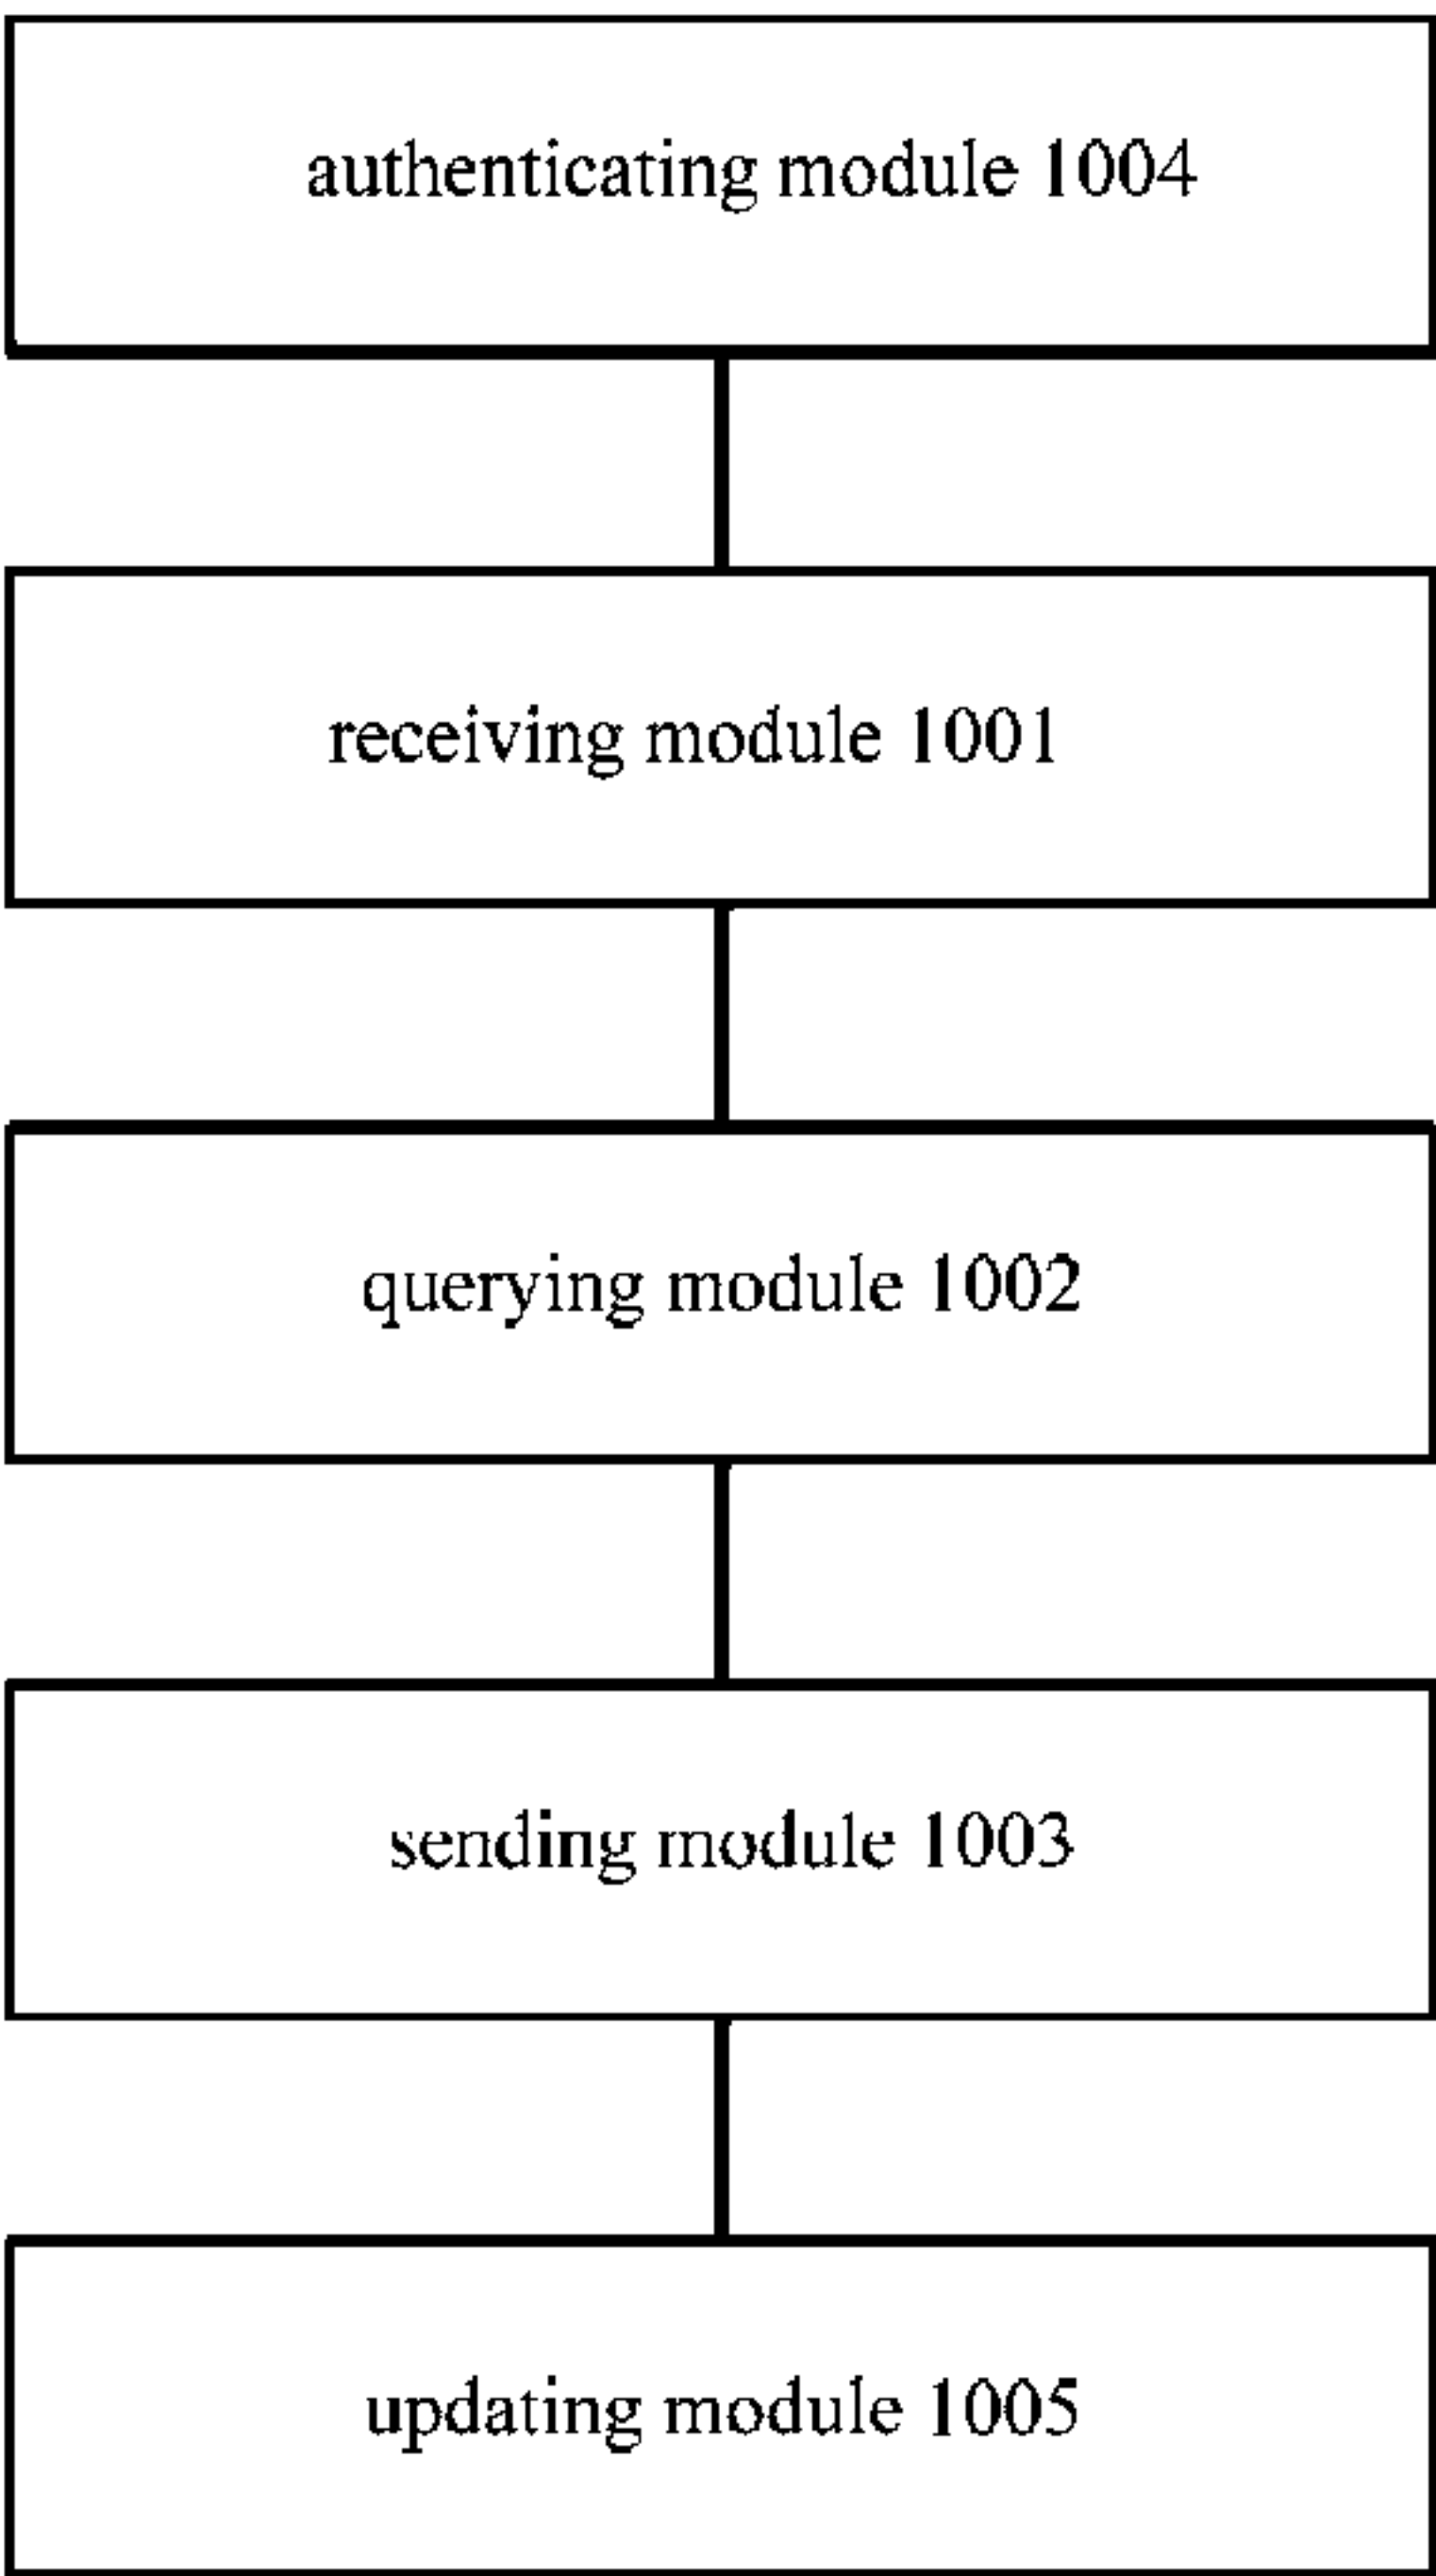 authenticating module 1004
receiving module 1001
querying module 1002
sending module 1003
updating module 1005